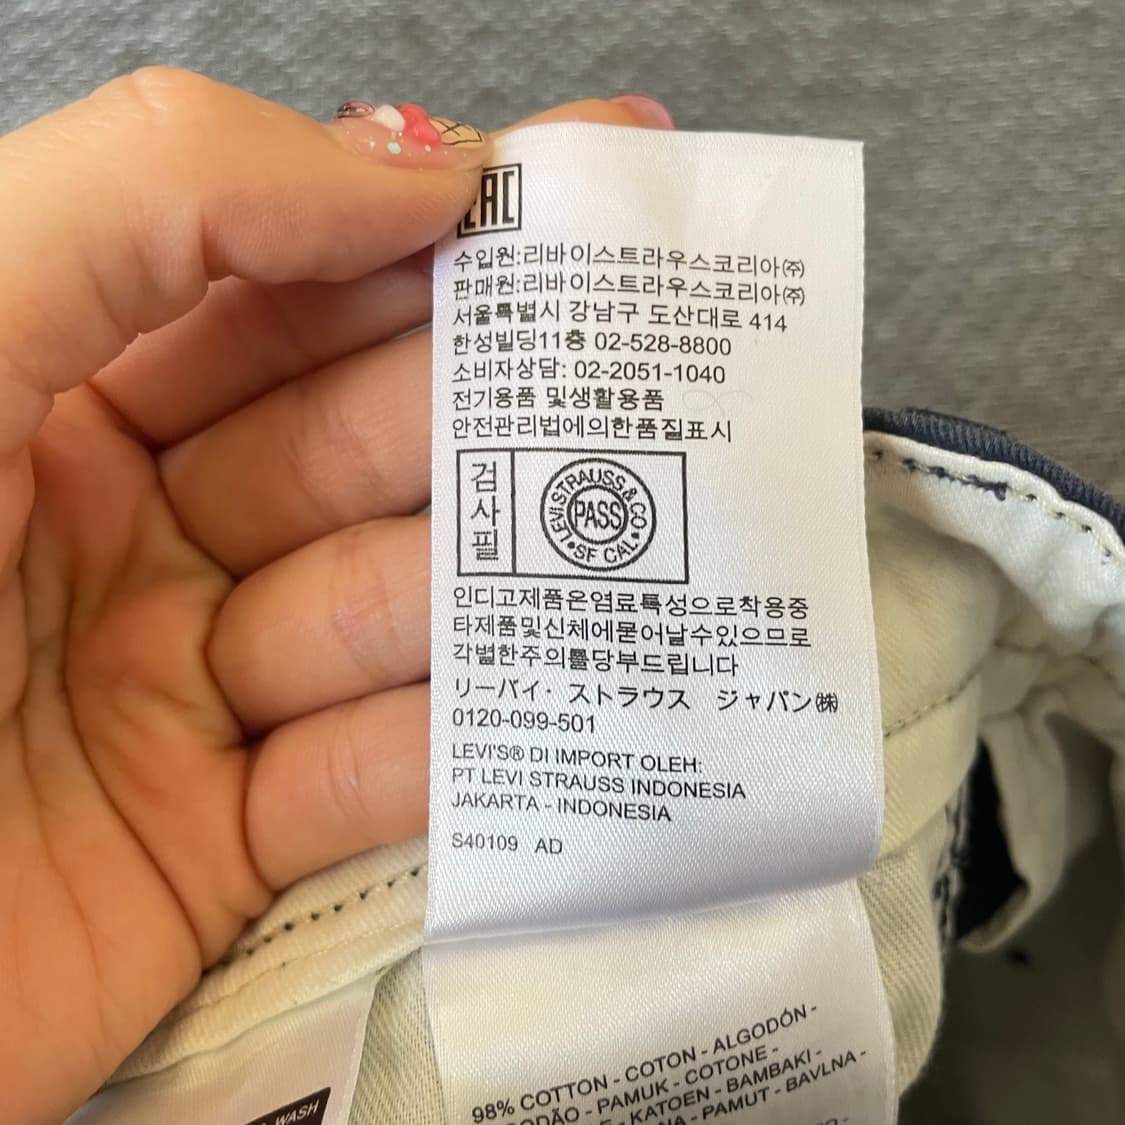 EAC
수입원:리바이스트라우스코리아㈜
판매원:리바이스트라우스코리아㈜
서울특별시 강남구 도산대로 414
한성빌딩11층 02-528-8800
소비자상담: 02-2051-1040
전기용품 및생활용품
안전관리법에의한품질표시
검사필
LEVI STRAUSS & CO
PASS
SF CAL
인디고제품은염료특성으로착용중
타제품및신체에묻어날수있으므로
각별한주의를당부드립니다
リーバイ・ストラウス ジャパン㈱
0120-099-501
LEVI'S® DI IMPORT OLEH:
PT LEVI STRAUSS INDONESIA
JAKARTA - INDONESIA
S40109 AD
98% COTTON - COTON - ALGODÓN -
- PAMUK - COTONE -
- KATOEN - BAMBAKI -
- PAMUT - BAVLNA -
WASH